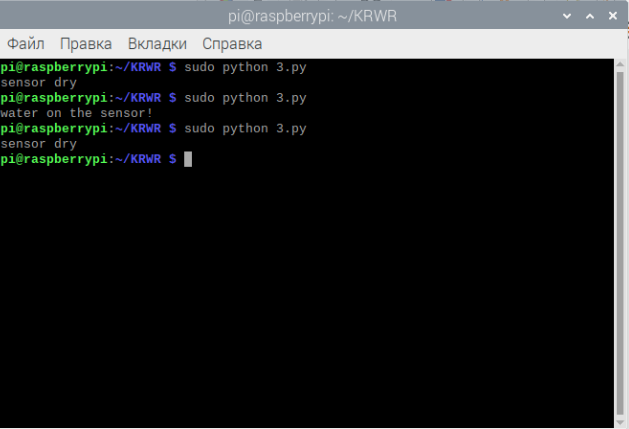 pi@raspberrypi: ~/KRWR
Файл Правка Вкладки Справка
pi@raspberrypi:~/KRWR $ sudo python 3.py
sensor dry
pi@raspberrypi:~/KRWR $ sudo python 3.py
water on the sensor!
pi@raspberrypi:~/KRWR $ sudo python 3.py
sensor dry
pi@raspberrypi:~/KRWR $